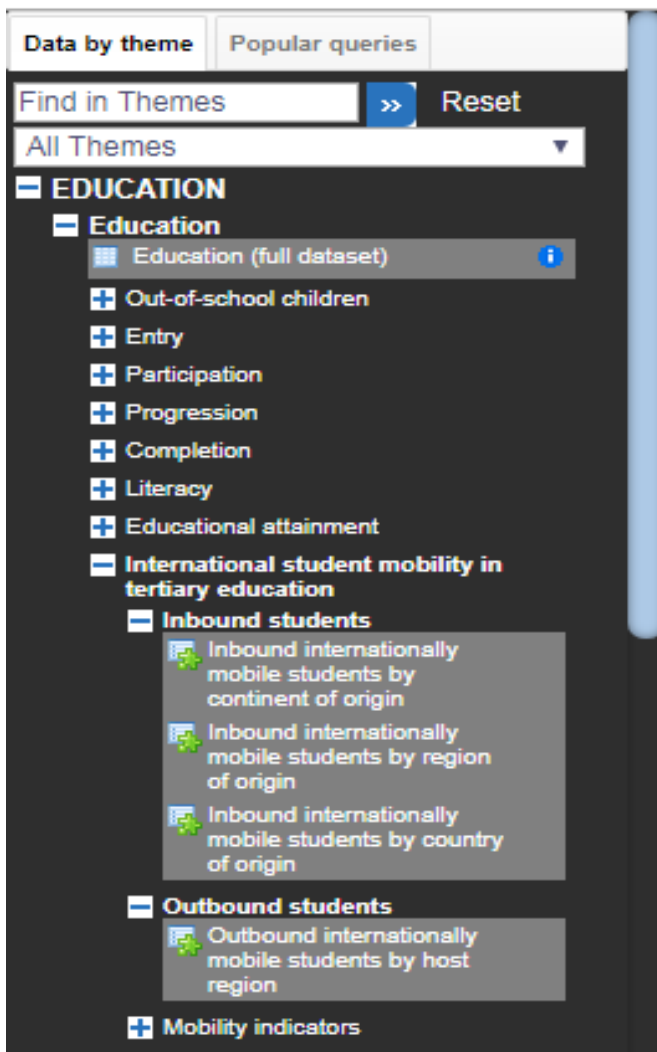 Data by theme Popular queries
Find in Themes » Reset
All Themes
EDUCATION
Education
Education (full dataset)
Out-of-school children
Entry
Participation
Progression
Completion
Literacy
Educational attainment
International student mobility in
tertiary education
Inbound students
Inbound internationally
mobile students by
continent of origin
Inbound internationally
mobile students by region
of origin
Inbound internationally
mobile students by country
of origin
Outbound students
Outbound internationally
mobile students by host
region
Mobility indicators